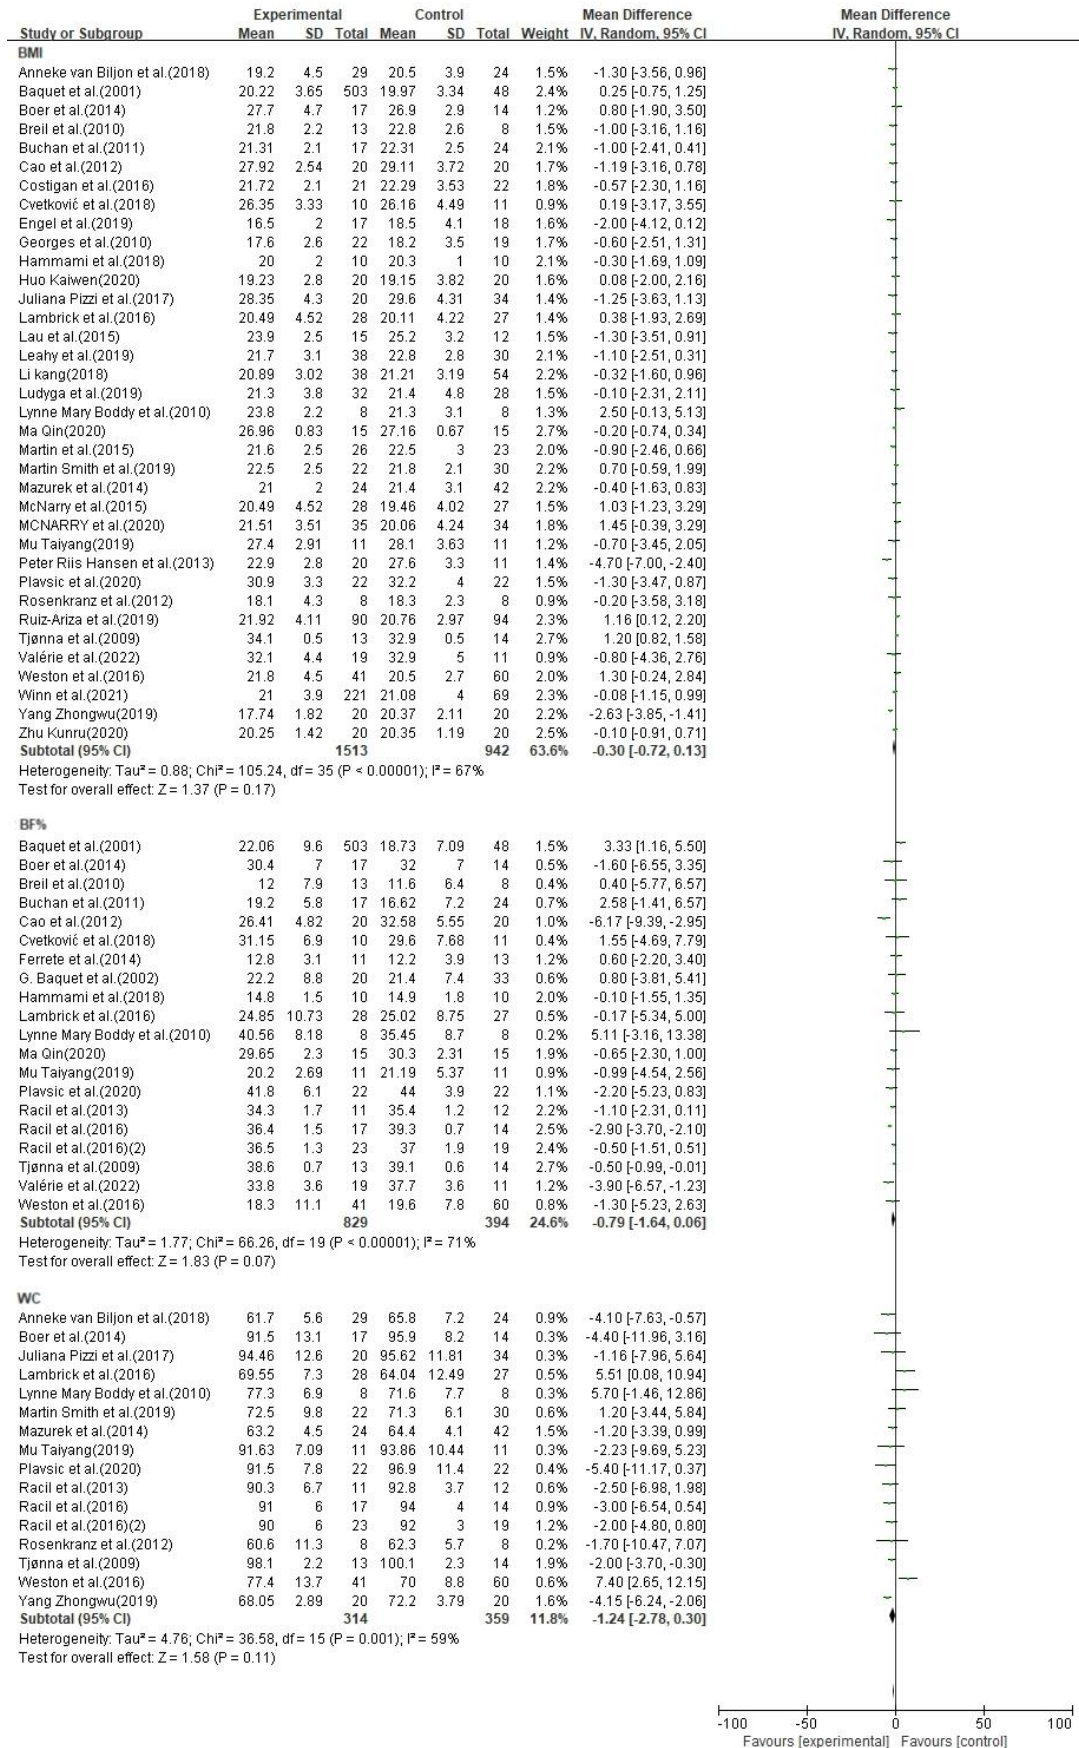 Experimental Control Mean Difference Mean Difference
Study or Subgroup Mean SD Total Mean SD Total Weight IV, Random, 95% CI IV, Random, 95% CI
BMI
Anneke van Biljon et al.(2018) 19.2 4.5 29 20.5 3.9 24 1.5% -1.30 [-3.56, 0.96]
Baquet et al.(2001) 20.22 3.65 503 19.97 3.34 48 2.4% 0.25 [-0.75, 1.25]
Boer et al.(2014) 27.7 4.7 17 26.9 2.9 14 1.2% 0.80 [-1.90, 3.50]
Breil et al.(2010) 21.8 2.2 13 22.8 2.6 8 1.6% -1.00 [-3.16, 1.16]
Buchan et al.(2011) 21.31 2.1 17 22.31 2.5 24 2.1% -1.00 [-2.41, 0.41]
Cao et al.(2012) 27.92 2.54 20 29.11 3.72 20 1.7% -1.19 [-3.16, 0.78]
Costigan et al.(2016) 21.72 2.1 21 22.29 3.53 22 1.8% -0.57 [-2.30, 1.16]
Cvetković et al.(2018) 26.35 3.33 10 26.16 4.49 11 0.9% 0.19 [-3.17, 3.55]
Engel et al.(2019) 16.5 2 17 18.5 4.1 18 1.6% -2.00 [-4.12, 0.12]
Georges et al.(2010) 17.6 2.6 22 18.2 3.5 19 1.7% -0.60 [-2.51, 1.31]
Hammami et al.(2018) 20 2 10 20.3 1 10 2.1% -0.30 [-1.69, 1.09]
Huo Kaiwen(2020) 19.23 2.8 20 19.15 3.82 20 1.6% 0.08 [-2.00, 2.16]
Juliana Pizzi et al.(2017) 28.35 4.3 20 29.6 4.31 34 1.4% -1.25 [-3.63, 1.13]
Lambrick et al.(2016) 20.49 4.52 28 20.11 4.22 27 1.4% 0.38 [-1.93, 2.69]
Lau et al.(2015) 23.9 2.5 15 25.2 3.2 12 1.5% -1.30 [-3.51, 0.91]
Leahy et al.(2019) 21.7 3.1 38 22.8 2.8 30 2.1% -1.10 [-2.51, 0.31]
Li kang(2018) 20.89 3.02 38 21.21 3.19 54 2.2% -0.32 [-1.60, 0.96]
Ludyga et al.(2019) 21.3 3.8 32 21.4 4.8 28 1.5% -0.10 [-2.31, 2.11]
Lynne Mary Boddy et al.(2010) 23.8 2.2 8 21.3 3.1 8 1.3% 2.50 [-0.13, 5.13]
Ma Qin(2020) 26.96 0.83 15 27.16 0.67 15 2.7% -0.20 [-0.74, 0.34]
Martin et al.(2015) 21.6 2.5 26 22.5 3 23 2.0% -0.90 [-2.46, 0.66]
Martin Smith et al.(2019) 22.5 2.5 22 21.8 2.1 30 2.2% 0.70 [-0.59, 1.99]
Mazurek et al.(2014) 21 2 24 21.4 3.1 42 2.2% -0.40 [-1.63, 0.83]
McNarry et al.(2015) 20.49 4.52 28 19.46 4.02 27 1.5% 1.03 [-1.23, 3.29]
MCNARRY et al.(2020) 21.51 3.51 35 20.06 4.24 34 1.8% 1.45 [-0.39, 3.29]
Mu Taiyang(2019) 27.4 2.91 11 28.1 3.63 11 1.2% -0.70 [-3.45, 2.05]
Peter Riis Hansen et al.(2013) 22.9 2.8 20 27.6 3.3 11 1.4% -4.70 [-7.00, -2.40]
Plavsic et al.(2020) 30.9 3.3 22 32.2 4 22 1.5% -1.30 [-3.47, 0.87]
Rosenkranz et al.(2012) 18.1 4.3 8 18.3 2.3 8 0.9% -0.20 [-3.58, 3.18]
Ruiz-Ariza et al.(2019) 21.92 4.11 90 20.76 2.97 94 2.4% 1.16 [0.12, 2.20]
Tjønna et al.(2009) 34.1 0.5 13 32.9 0.5 14 2.7% 1.20 [0.82, 1.58]
Valérie et al.(2022) 32.1 4.4 19 32.9 5 11 0.9% -0.80 [-4.36, 2.76]
Weston et al.(2016) 21.8 4.5 41 20.5 2.7 60 2.0% 1.30 [-0.24, 2.84]
Winn et al.(2021) 21 3.9 221 21.08 4 69 2.3% -0.08 [-1.15, 0.99]
Yang Zhongwu(2019) 17.74 1.82 20 20.37 2.11 20 2.2% -2.63 [-3.85, -1.41]
Zhu Kunru(2020) 20.25 1.42 20 20.35 1.19 20 2.5% -0.10 [-0.91, 0.71]
Subtotal (95% CI) 1513 942 63.6% -0.30 [-0.72, 0.13]
Heterogeneity: Tau² = 0.88; Chi² = 105.24, df = 35 (P < 0.00001); I² = 67%
Test for overall effect: Z = 1.37 (P = 0.17)
BF%
Baquet et al.(2001) 22.06 9.6 503 18.73 7.09 48 1.5% 3.33 [1.16, 5.50]
Boer et al.(2014) 30.4 7 17 32 7 14 0.5% -1.60 [-6.55, 3.35]
Breil et al.(2010) 12 7.9 13 11.6 6.4 8 0.4% 0.40 [-5.77, 6.57]
Buchan et al.(2011) 19.2 5.8 17 16.62 7.2 24 0.7% 2.58 [-1.41, 6.57]
Cao et al.(2012) 26.41 4.82 20 32.58 5.55 20 1.0% -6.17 [-9.39, -2.95]
Cvetković et al.(2018) 31.15 6.9 10 29.6 7.68 11 0.4% 1.55 [-4.69, 7.79]
Ferrete et al.(2014) 12.8 3.1 11 12.2 3.9 13 1.2% 0.60 [-2.20, 3.40]
G. Baquet et al.(2002) 22.2 8.8 20 21.4 7.4 33 0.6% 0.80 [-3.81, 5.41]
Hammami et al.(2018) 14.8 1.5 10 14.9 1.8 10 2.0% -0.10 [-1.55, 1.35]
Lambrick et al.(2016) 24.85 10.73 28 25.02 8.75 27 0.5% -0.17 [-5.34, 5.00]
Lynne Mary Boddy et al.(2010) 40.56 8.18 8 35.45 8.7 8 0.2% 5.11 [-3.16, 13.38]
Ma Qin(2020) 29.65 2.3 15 30.3 2.31 15 1.9% -0.65 [-2.30, 1.00]
Mu Taiyang(2019) 20.2 2.69 11 21.19 5.37 11 0.9% -0.99 [-4.54, 2.56]
Plavsic et al.(2020) 41.8 6.1 22 44 3.9 22 1.1% -2.20 [-5.23, 0.83]
Racil et al.(2013) 34.3 1.7 11 35.4 1.2 12 2.2% -1.10 [-2.31, 0.11]
Racil et al.(2016) 36.4 1.5 17 39.3 0.7 14 2.5% -2.90 [-3.70, -2.10]
Racil et al.(2016)(2) 36.5 1.3 23 37 1.9 19 2.4% -0.50 [-1.51, 0.51]
Tjønna et al.(2009) 38.6 0.7 13 39.1 0.6 14 2.7% -0.50 [-0.99, -0.01]
Valérie et al.(2022) 33.8 3.6 19 37.7 3.6 11 1.2% -3.90 [-6.57, -1.23]
Weston et al.(2016) 18.3 11.1 41 19.6 7.8 60 0.8% -1.30 [-5.23, 2.63]
Subtotal (95% CI) 829 394 24.6% -0.79 [-1.64, 0.06]
Heterogeneity: Tau² = 1.77; Chi² = 66.26, df = 19 (P < 0.00001); I² = 71%
Test for overall effect: Z = 1.83 (P = 0.07)
WC
Anneke van Biljon et al.(2018) 61.7 5.6 29 65.8 7.2 24 0.9% -4.10 [-7.63, -0.57]
Boer et al.(2014) 91.5 13.1 17 95.9 8.2 14 0.3% -4.40 [-11.96, 3.16]
Juliana Pizzi et al.(2017) 94.46 12.6 20 95.62 11.81 34 0.3% -1.16 [-7.96, 5.64]
Lambrick et al.(2016) 69.55 7.3 28 64.04 12.49 27 0.5% 5.51 [0.08, 10.94]
Lynne Mary Boddy et al.(2010) 77.3 6.9 8 71.6 7.7 8 0.3% 5.70 [-1.46, 12.86]
Martin Smith et al.(2019) 72.5 9.8 22 71.3 6.1 30 0.6% 1.20 [-3.44, 5.84]
Mazurek et al.(2014) 63.2 4.5 24 64.4 4.1 42 1.5% -1.20 [-3.39, 0.99]
Mu Taiyang(2019) 91.63 7.09 11 93.86 10.44 11 0.3% -2.23 [-9.69, 5.23]
Plavsic et al.(2020) 91.5 7.8 22 96.9 11.4 22 0.4% -5.40 [-11.17, 0.37]
Racil et al.(2013) 90.3 6.7 11 92.8 3.7 12 0.6% -2.50 [-6.98, 1.98]
Racil et al.(2016) 91 6 17 94 4 14 0.9% -3.00 [-6.54, 0.54]
Racil et al.(2016)(2) 90 6 23 92 3 19 1.2% -2.00 [-4.80, 0.80]
Rosenkranz et al.(2012) 60.6 11.3 8 62.3 5.7 8 0.2% -1.70 [-10.47, 7.07]
Tjønna et al.(2009) 98.1 2.2 13 100.1 2.3 14 1.8% -2.00 [-3.70, -0.30]
Weston et al.(2016) 77.4 13.7 41 70 8.8 60 0.6% 7.40 [2.65, 12.15]
Yang Zhongwu(2019) 68.05 2.89 20 72.2 3.79 20 1.6% -4.15 [-6.24, -2.06]
Subtotal (95% CI) 314 359 11.8% -1.24 [-2.78, 0.30]
Heterogeneity: Tau² = 4.76; Chi² = 36.58, df = 15 (P = 0.001); I² = 59%
Test for overall effect: Z = 1.58 (P = 0.11)
-100 -50 0 50 100
Favours [experimental] Favours [control]